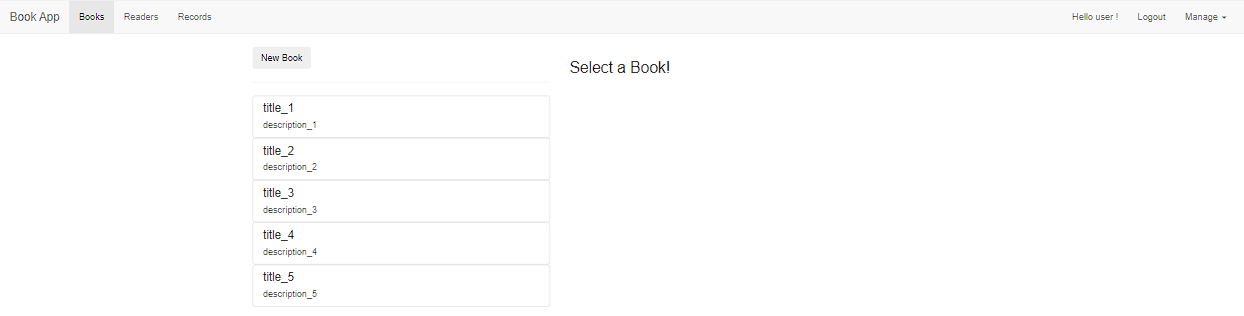 Book App Books Readers Records Hello user ! Logout Manage
New Book
Select a Book!
title_1
description_1
title_2
description_2
title_3
description_3
title_4
description_4
title_5
description_5